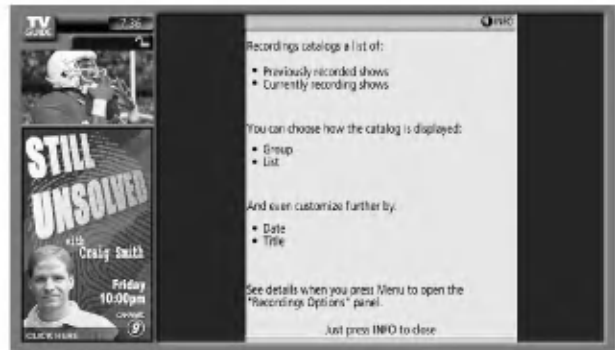 TV
GUIDE
7:36
INFO
Recordings catalogs a list of:
• Previously recorded shows
• Currently recording shows
You can choose how the catalog is displayed:
• Group
• List
And even customize further by:
• Date
• Title
See details when you press Menu to open the
"Recordings Options" panel.
Just press INFO to close
STILL
UNSOLVED
with
Craig Smith
Friday
10:00pm
CHANNEL
9
CLICK HERE